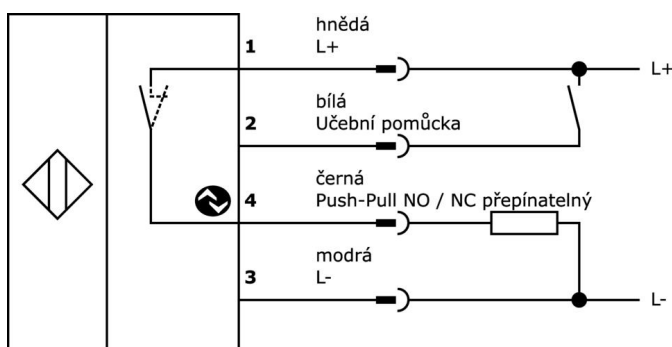 hnědá
1 L+
L+
bílá
2 Učební pomůcka
černá
4 Push-Pull NO / NC přepínatelný
modrá
3 L-
L-